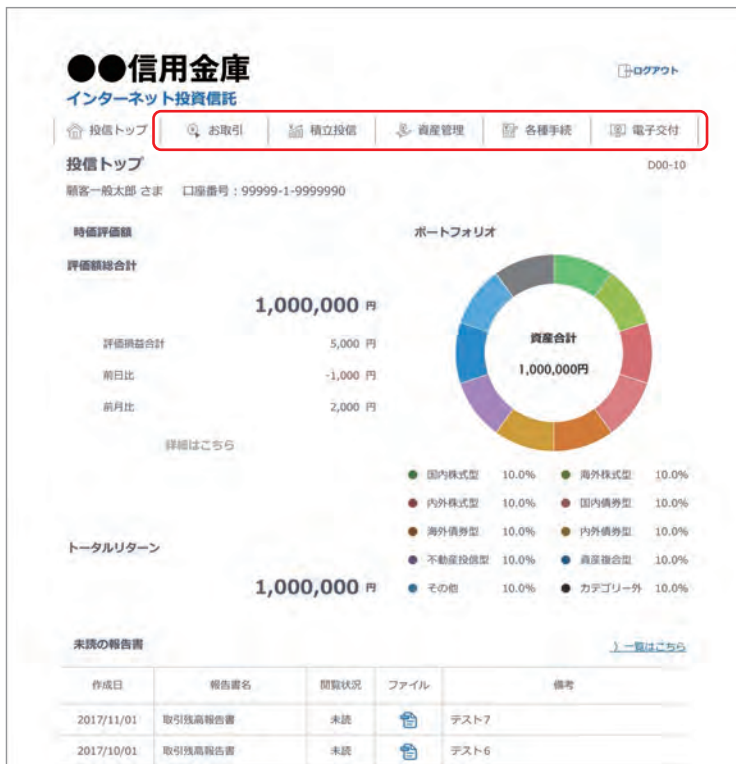 ●●信用金庫
ログアウト
インターネット投資信託
投信トップ お取引 積立投信 資産管理 各種手続 電子交付
投信トップ D00-10
顧客一般太郎 さま 口座番号：99999-1-9999990
時価評価額 ポートフォリオ
評価額総合計
1,000,000 円
評価損益合計 5,000 円
前日比 -1,000 円
前月比 2,000 円
詳細はこちら
資産合計
1,000,000円
国内株式型 10.0% 海外株式型 10.0%
内外株式型 10.0% 国内債券型 10.0%
海外債券型 10.0% 内外債券型 10.0%
不動産投信型 10.0% 資産複合型 10.0%
その他 10.0% カテゴリー外 10.0%
トータルリターン
1,000,000 円
未読の報告書 〉一覧はこちら
作成日 報告書名 閲覧状況 ファイル 備考
2017/11/01 取引残高報告書 未読 テスト7
2017/10/01 取引残高報告書 未読 テスト6